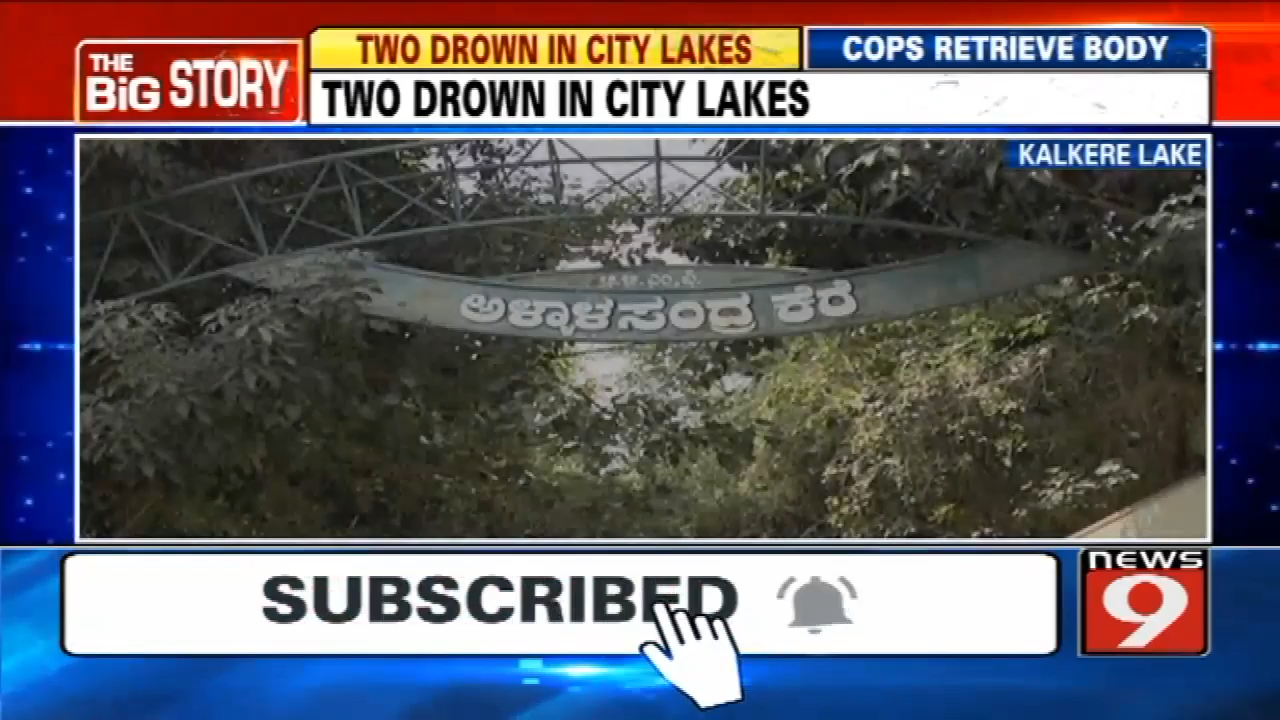 THE BiG STORY
TWO DROWN IN CITY LAKES
COPS RETRIEVE BODY
TWO DROWN IN CITY LAKES
KALKERE LAKE
ಅಳ್ಳಾಳಸಂದ್ರ ಕೆರೆ
SUBSCRIBED
NEWS
9